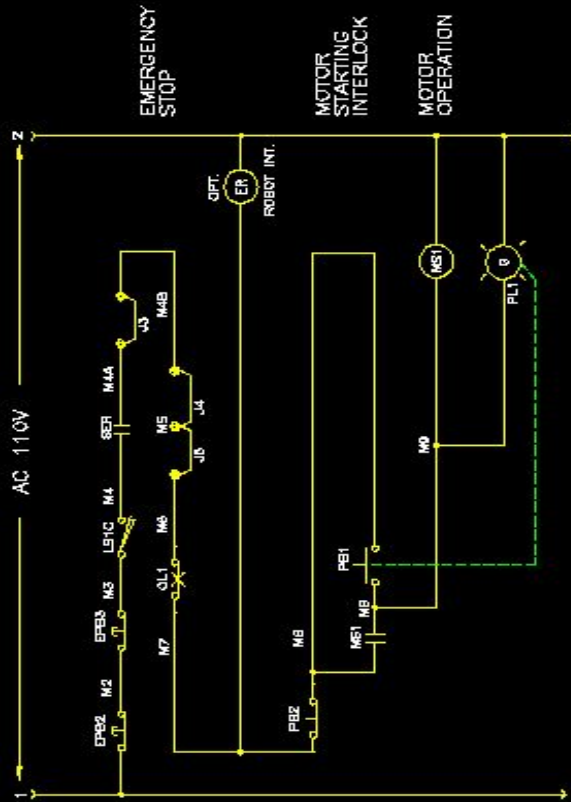 AC 110V
1
2
EPB2
M2
EPB3
M3
LS1C
M4
SER
M4A
J3
EMERGENCY
STOP
M7
OL1
M6
J5
M5
J4
M4B
OPT.
ER
ROBOT INT.
PB2
M8
MS1
M9
PB1
MOTOR
STARTING
INTERLOCK
M9
MS1
MOTOR
OPERATION
G
PL1